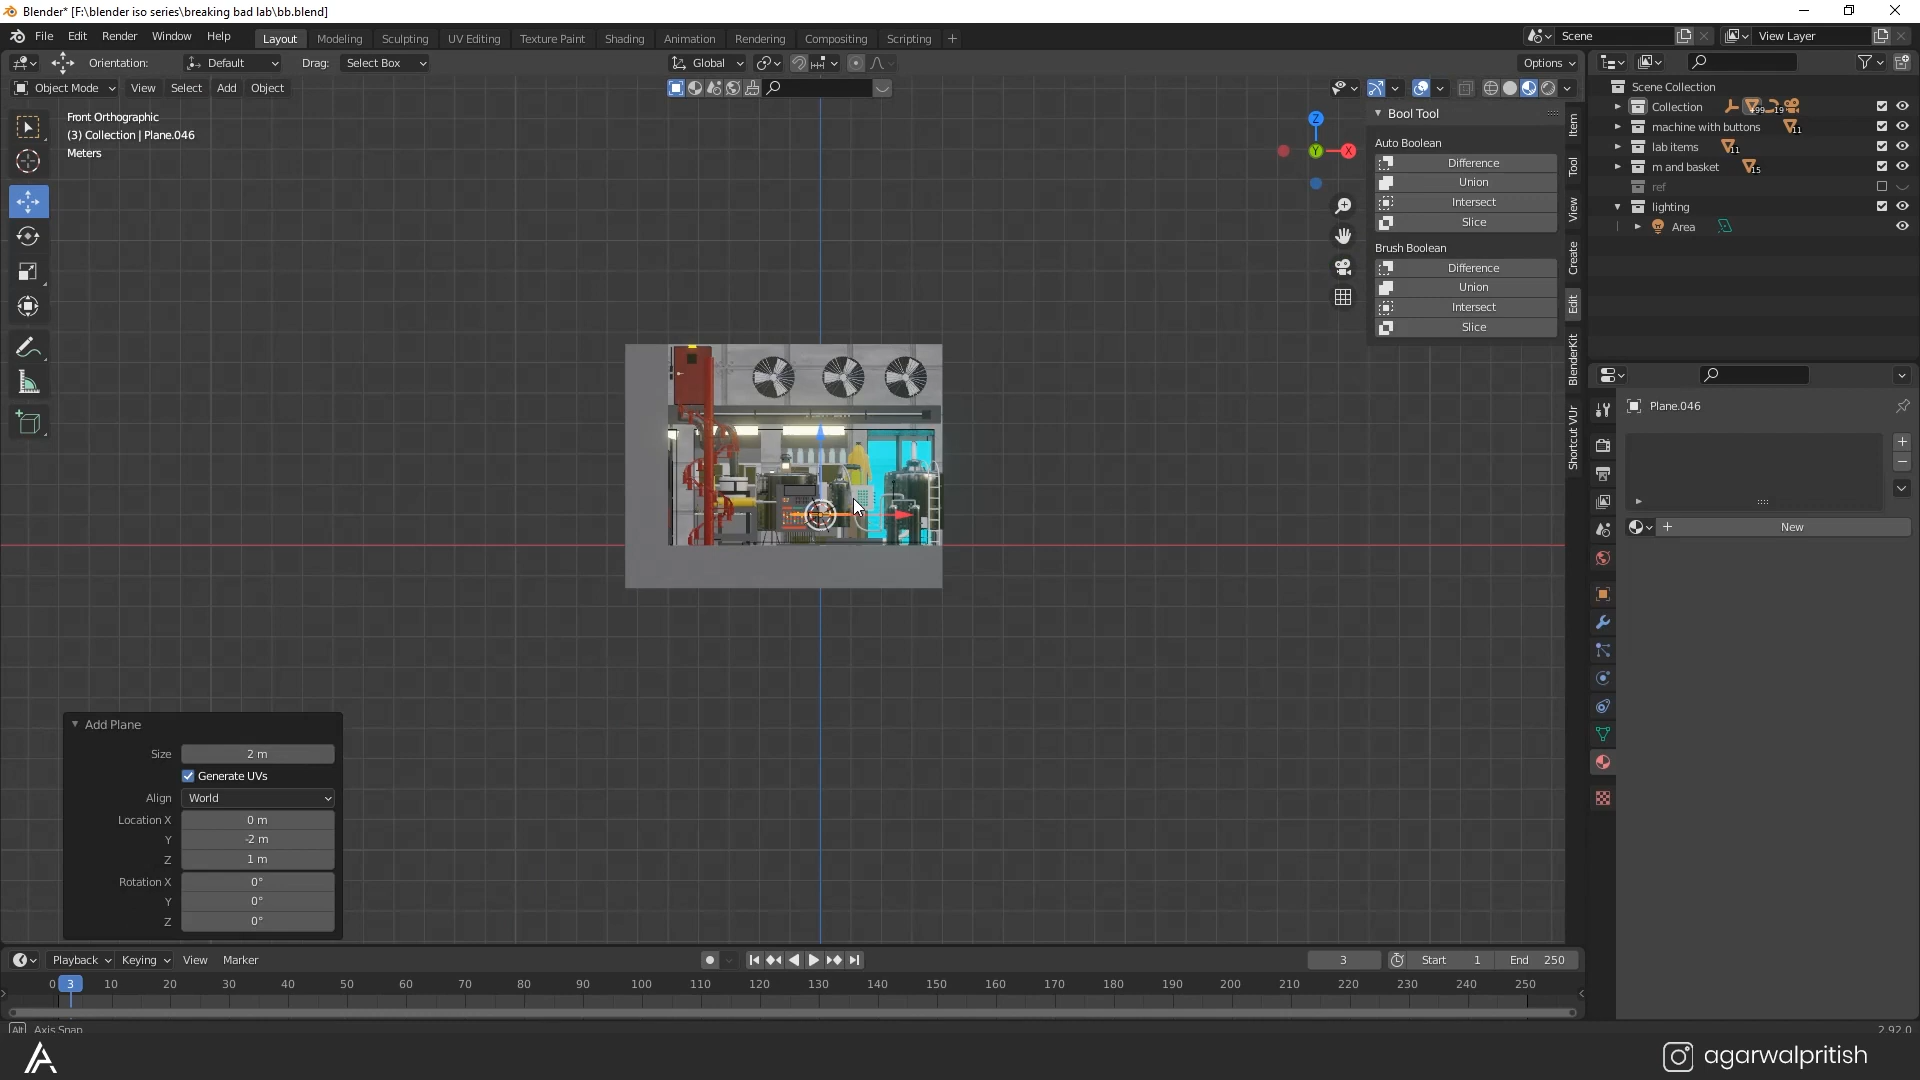 Blender* [F:\blender iso series\breaking bad lab\bb.blend]
File Edit Render Window Help Layout Modeling Sculpting UV Editing Texture Paint Shading Animation Rendering Compositing Scripting + Scene View Layer
Orientation: Default Drag: Select Box Global Options
Object Mode View Select Add Object
Front Orthographic
(3) Collection | Plane.046
Meters
Z
Y
X
Bool Tool
Auto Boolean
Difference
Union
Intersect
Slice
Brush Boolean
Difference
Union
Intersect
Slice
Item
Tool
View
Create
Edit
BlenderKit
Shortcut VUr
Scene Collection
Collection 99 19
machine with buttons 11
lab items 11
m and basket 15
ref
lighting
Area
Plane.046
New
Add Plane
Size 2 m
Generate UVs
Align World
Location X 0 m
Y -2 m
Z 1 m
Rotation X 0°
Y 0°
Z 0°
Playback Keying View Marker 3 Start 1 End 250
0 3 10 20 30 40 50 60 70 80 90 100 110 120 130 140 150 160 170 180 190 200 210 220 230 240 250
Alt Axis Snap 2.92.0
agarwalpritish